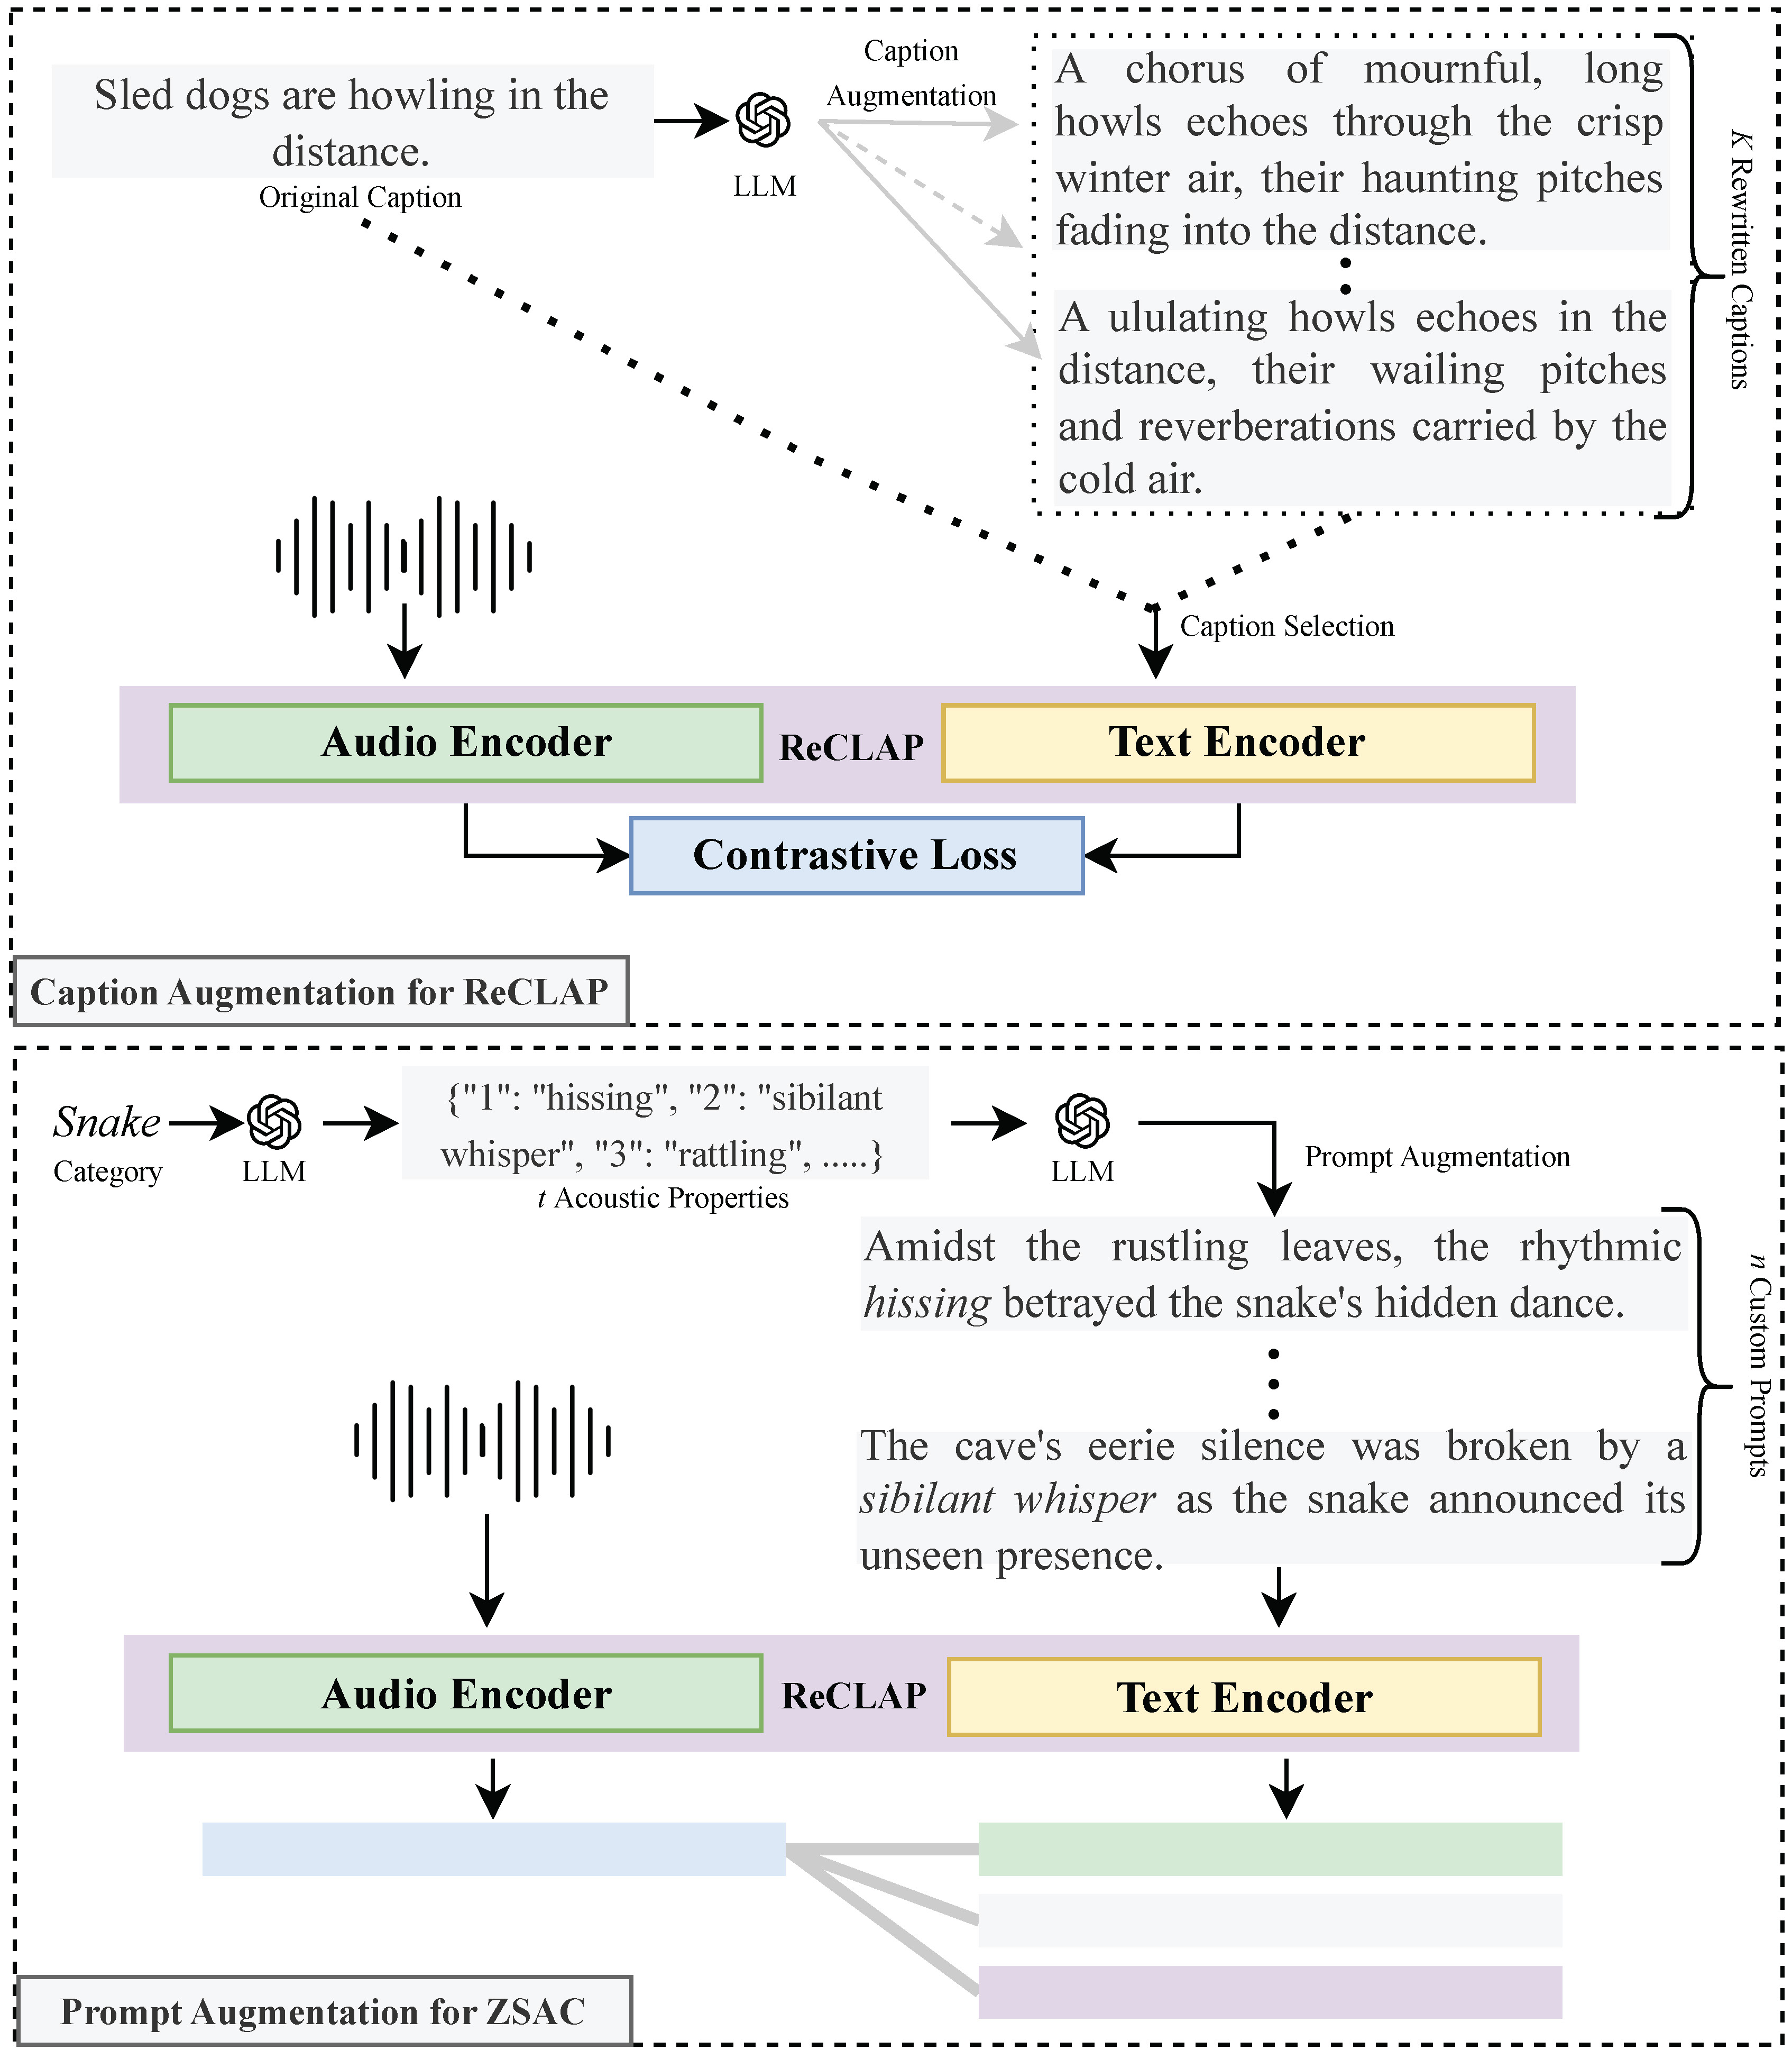 Sled dogs are howling in the
distance.
Original Caption
LLM
Caption
Augmentation
A chorus of mournful, long
howls echoes through the crisp
winter air, their haunting pitches
fading into the distance.
A ululating howls echoes in the
distance, their wailing pitches
and reverberations carried by the
cold air.
K Rewritten Captions
Caption Selection
Audio Encoder
ReCLAP
Text Encoder
Contrastive Loss
Caption Augmentation for ReCLAP
Snake
Category
LLM
{"1": "hissing", "2": "sibilant
whisper", "3": "rattling", .....}
t Acoustic Properties
LLM
Prompt Augmentation
Amidst the rustling leaves, the rhythmic
hissing betrayed the snake's hidden dance.
The cave's eerie silence was broken by a
sibilant whisper as the snake announced its
unseen presence.
n Custom Prompts
Audio Encoder
ReCLAP
Text Encoder
Prompt Augmentation for ZSAC